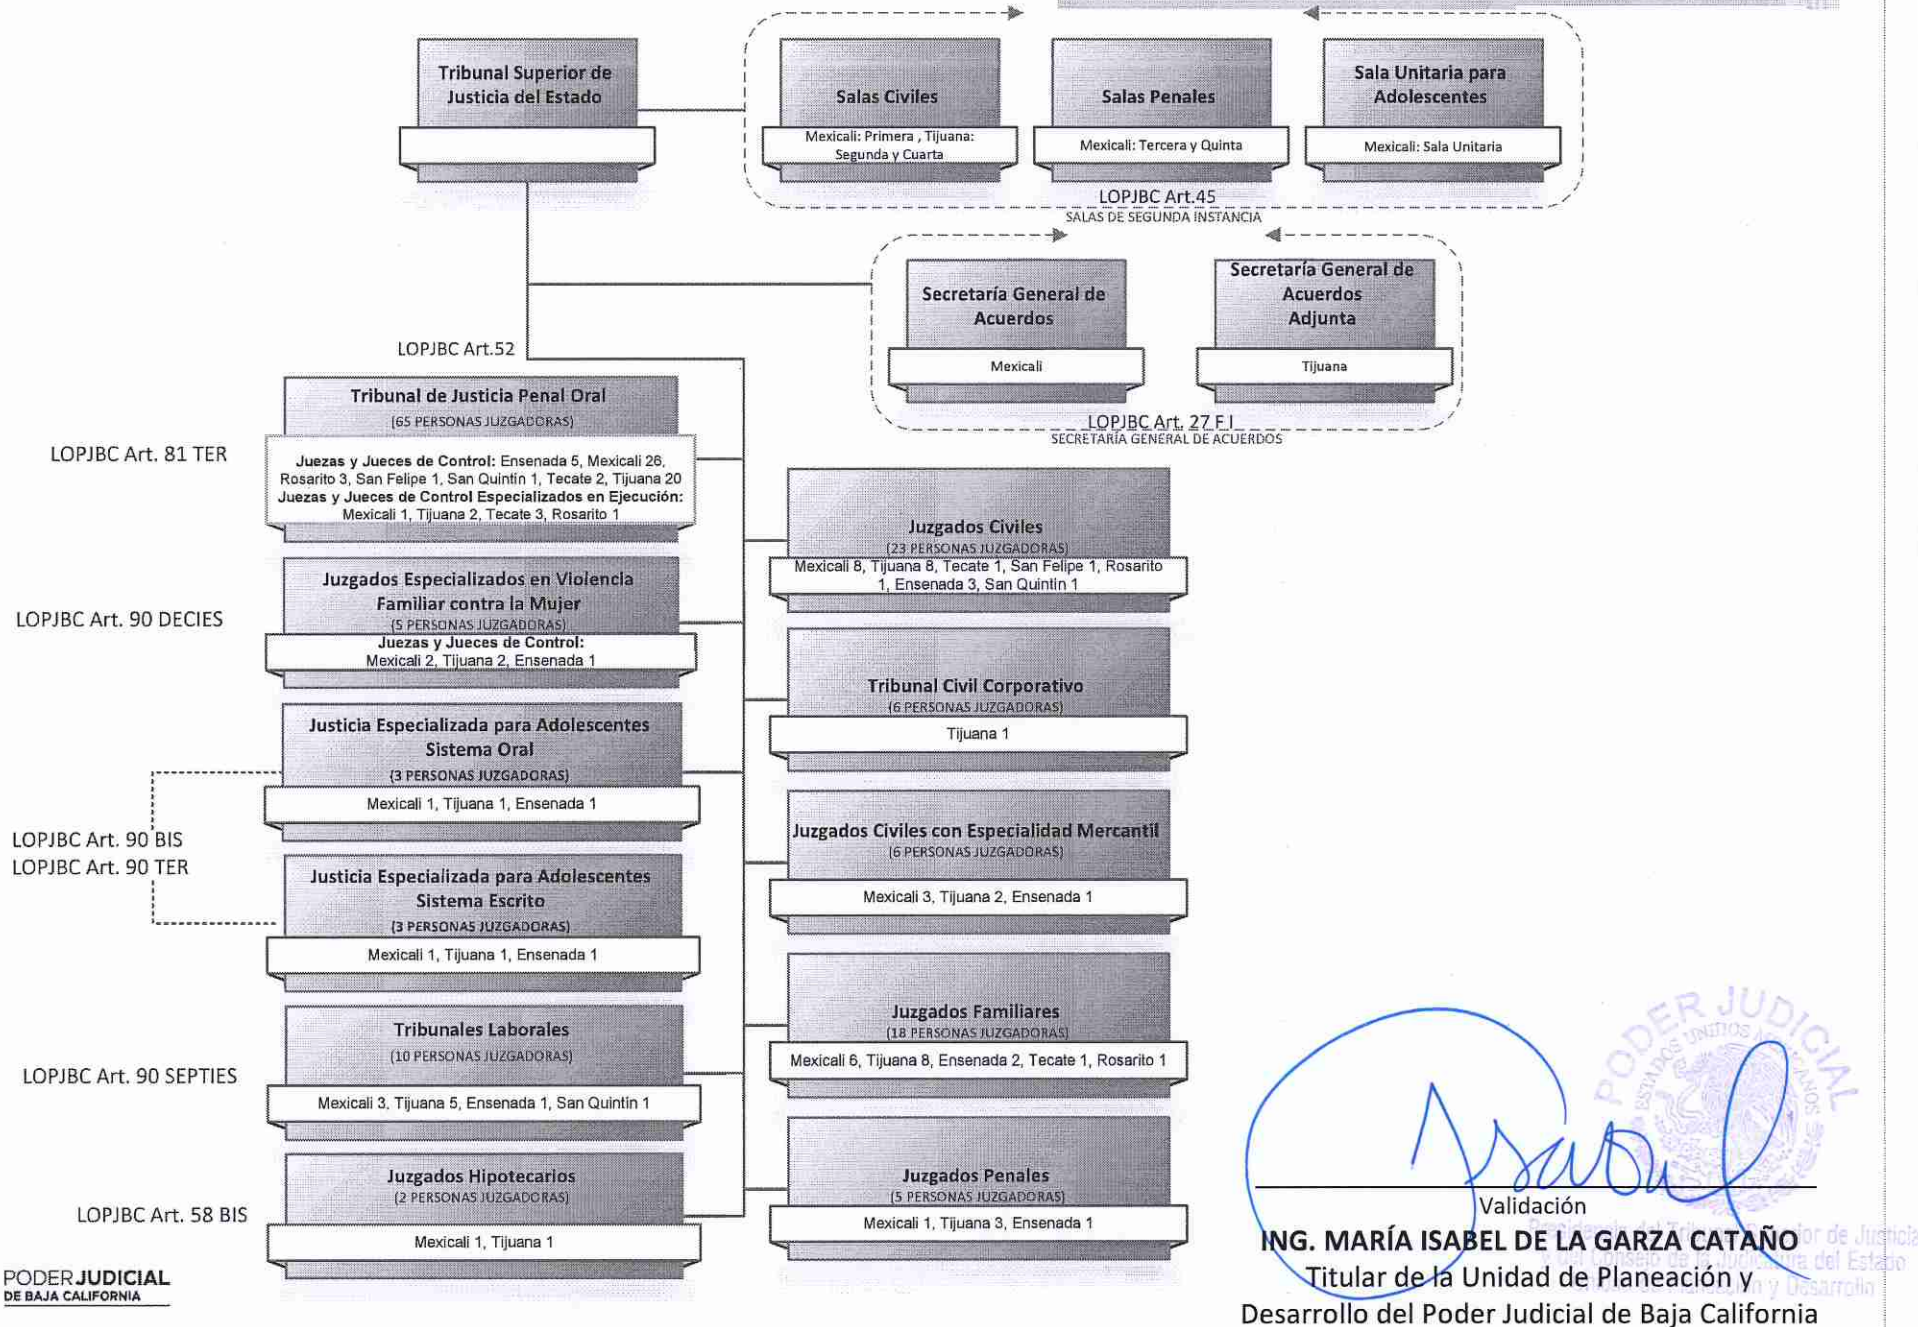 Tribunal Superior de
Justicia del Estado
Salas Civiles
Mexicali: Primera , Tijuana:
Segunda y Cuarta
Salas Penales
Mexicali: Tercera y Quinta
Sala Unitaria para
Adolescentes
Mexicali: Sala Unitaria
LOPJBC Art.45
SALAS DE SEGUNDA INSTANCIA
Secretaría General de
Acuerdos
Mexicali
Secretaría General de
Acuerdos
Adjunta
Tijuana
LOPJBC Art. 27 F I
SECRETARÍA GENERAL DE ACUERDOS
LOPJBC Art.52
LOPJBC Art. 81 TER
Tribunal de Justicia Penal Oral
(65 PERSONAS JUZGADORAS)
Juezas y Jueces de Control: Ensenada 5, Mexicali 26,
Rosarito 3, San Felipe 1, San Quintín 1, Tecate 2, Tijuana 20
Juezas y Jueces de Control Especializados en Ejecución:
Mexicali 1, Tijuana 2, Tecate 3, Rosarito 1
LOPJBC Art. 90 DECIES
Juzgados Especializados en Violencia
Familiar contra la Mujer
(5 PERSONAS JUZGADORAS)
Juezas y Jueces de Control:
Mexicali 2, Tijuana 2, Ensenada 1
Justicia Especializada para Adolescentes
Sistema Oral
(3 PERSONAS JUZGADORAS)
Mexicali 1, Tijuana 1, Ensenada 1
LOPJBC Art. 90 BIS
LOPJBC Art. 90 TER
Justicia Especializada para Adolescentes
Sistema Escrito
(3 PERSONAS JUZGADORAS)
Mexicali 1, Tijuana 1, Ensenada 1
LOPJBC Art. 90 SEPTIES
Tribunales Laborales
(10 PERSONAS JUZGADORAS)
Mexicali 3, Tijuana 5, Ensenada 1, San Quintín 1
LOPJBC Art. 58 BIS
Juzgados Hipotecarios
(2 PERSONAS JUZGADORAS)
Mexicali 1, Tijuana 1
Juzgados Civiles
(23 PERSONAS JUZGADORAS)
Mexicali 8, Tijuana 8, Tecate 1, San Felipe 1, Rosarito
1, Ensenada 3, San Quintín 1
Tribunal Civil Corporativo
(6 PERSONAS JUZGADORAS)
Tijuana 1
Juzgados Civiles con Especialidad Mercantil
(6 PERSONAS JUZGADORAS)
Mexicali 3, Tijuana 2, Ensenada 1
Juzgados Familiares
(18 PERSONAS JUZGADORAS)
Mexicali 6, Tijuana 8, Ensenada 2, Tecate 1, Rosarito 1
Juzgados Penales
(5 PERSONAS JUZGADORAS)
Mexicali 1, Tijuana 3, Ensenada 1
PODER JUDICIAL
DE BAJA CALIFORNIA
PODER JUDICIAL
ESTADOS UNIDOS MEXICANOS
Isabel
Validación
ING. MARÍA ISABEL DE LA GARZA CATAÑO
Titular de la Unidad de Planeación y
Desarrollo del Poder Judicial de Baja California